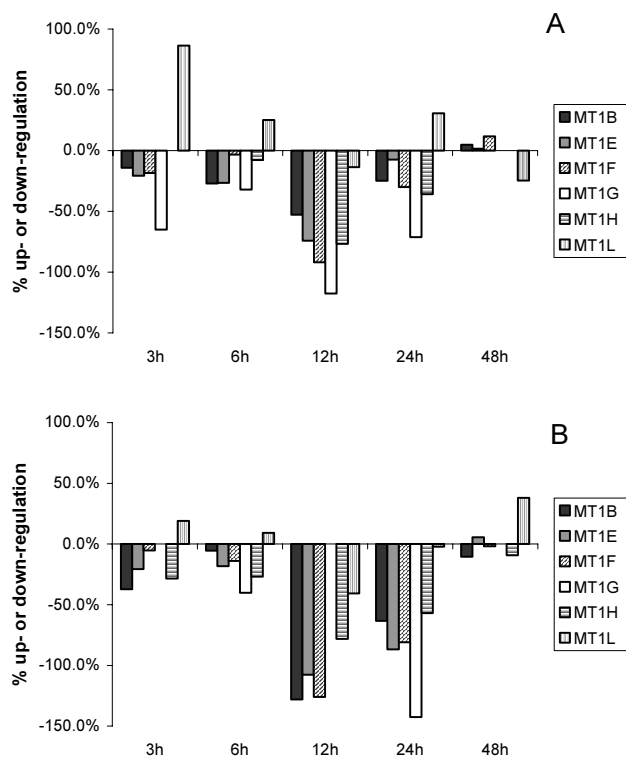 A
% up- or down-regulation
100.0%
50.0%
0.0%
-50.0%
-100.0%
-150.0%
3h 6h 12h 24h 48h
MT1B
MT1E
MT1F
MT1G
MT1H
MT1L
B
% up- or down-regulation
100.0%
50.0%
0.0%
-50.0%
-100.0%
-150.0%
3h 6h 12h 24h 48h
MT1B
MT1E
MT1F
MT1G
MT1H
MT1L